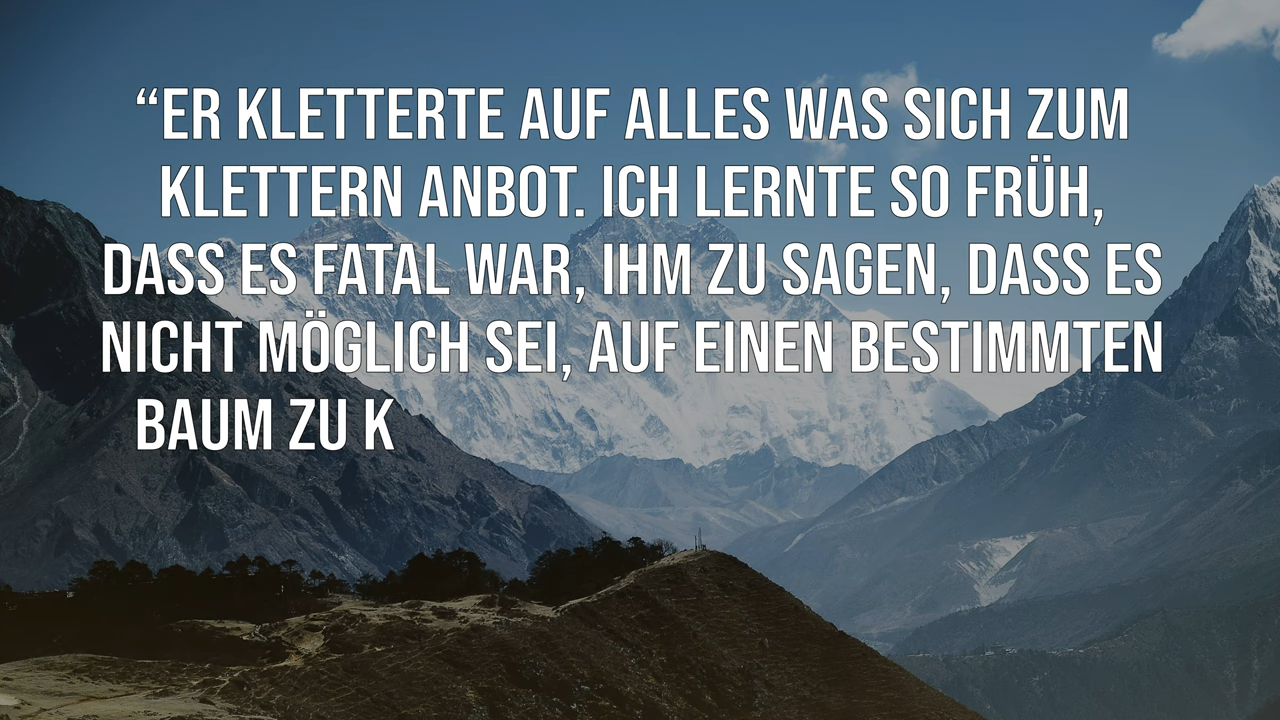 “ER KLETTERTE AUF ALLES WAS SICH ZUM
KLETTERN ANBOT. ICH LERNTE SO FRÜH,
DASS ES FATAL WAR, IHM ZU SAGEN, DASS ES
NICHT MÖGLICH SEI, AUF EINEN BESTIMMTEN
BAUM ZU K